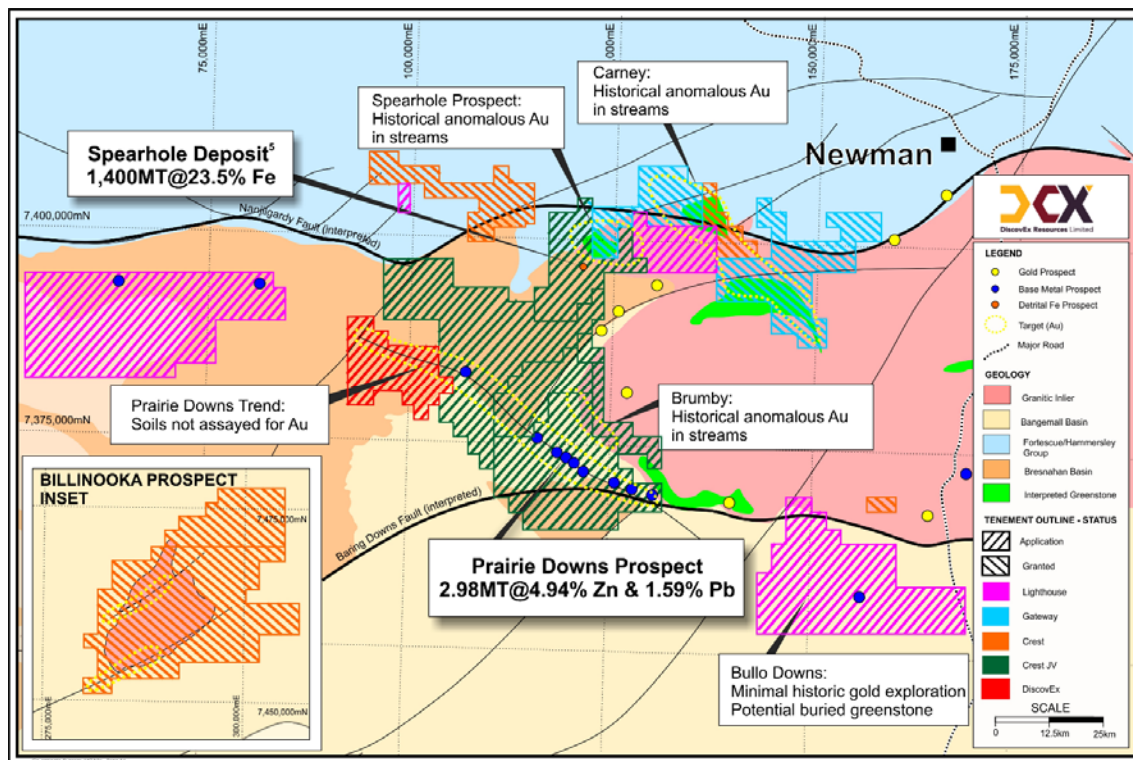 75,000mE
100,000mE
150,000mE
175,000mE
Carney:
Historical anomalous Au
in streams
Spearhole Prospect:
Historical anomalous Au
in streams
Spearhole Deposit⁵
1,400MT@23.5% Fe
Newman
7,400,000mN
Nanjilgardy Fault (interpreted)
DCX
DiscovEx Resources Limited
LEGEND
Gold Prospect
Base Metal Prospect
Detrital Fe Prospect
Target (Au)
Major Road
GEOLOGY
Granitic Inlier
Bangemall Basin
Fortescue/Hammersley
Group
Bresnahan Basin
Interpreted Greenstone
TENEMENT OUTLINE - STATUS
Application
Granted
Lighthouse
Gateway
Crest
Crest JV
DiscovEx
SCALE
0 12.5km 25km
Prairie Downs Trend:
Soils not assayed for Au
7,375,000mN
Brumby:
Historical anomalous Au
in streams
Baring Downs Fault (interpreted)
Prairie Downs Prospect
2.98MT@4.94% Zn & 1.59% Pb
Bullo Downs:
Minimal historic gold exploration
Potential buried greenstone
BILLINOOKA PROSPECT
INSET
7,475,000mN
7,450,000mN
275,000mE
300,000mE